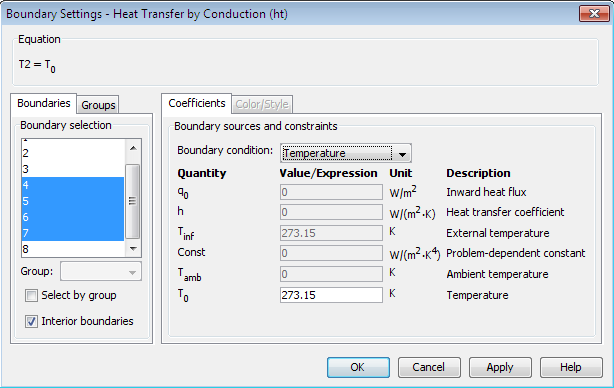 Boundary Settings - Heat Transfer by Conduction (ht)
Equation
T2 = T0
Boundaries Groups
Boundary selection
2
3
4
5
6
7
8
Group:
Select by group
Interior boundaries
Coefficients Color/Style
Boundary sources and constraints
Boundary condition: Temperature
Quantity Value/Expression Unit Description
q0 0 W/m2 Inward heat flux
h 0 W/(m2·K) Heat transfer coefficient
Tinf 273.15 K External temperature
Const 0 W/(m2·K4) Problem-dependent constant
Tamb 0 K Ambient temperature
T0 273.15 K Temperature
OK Cancel Apply Help